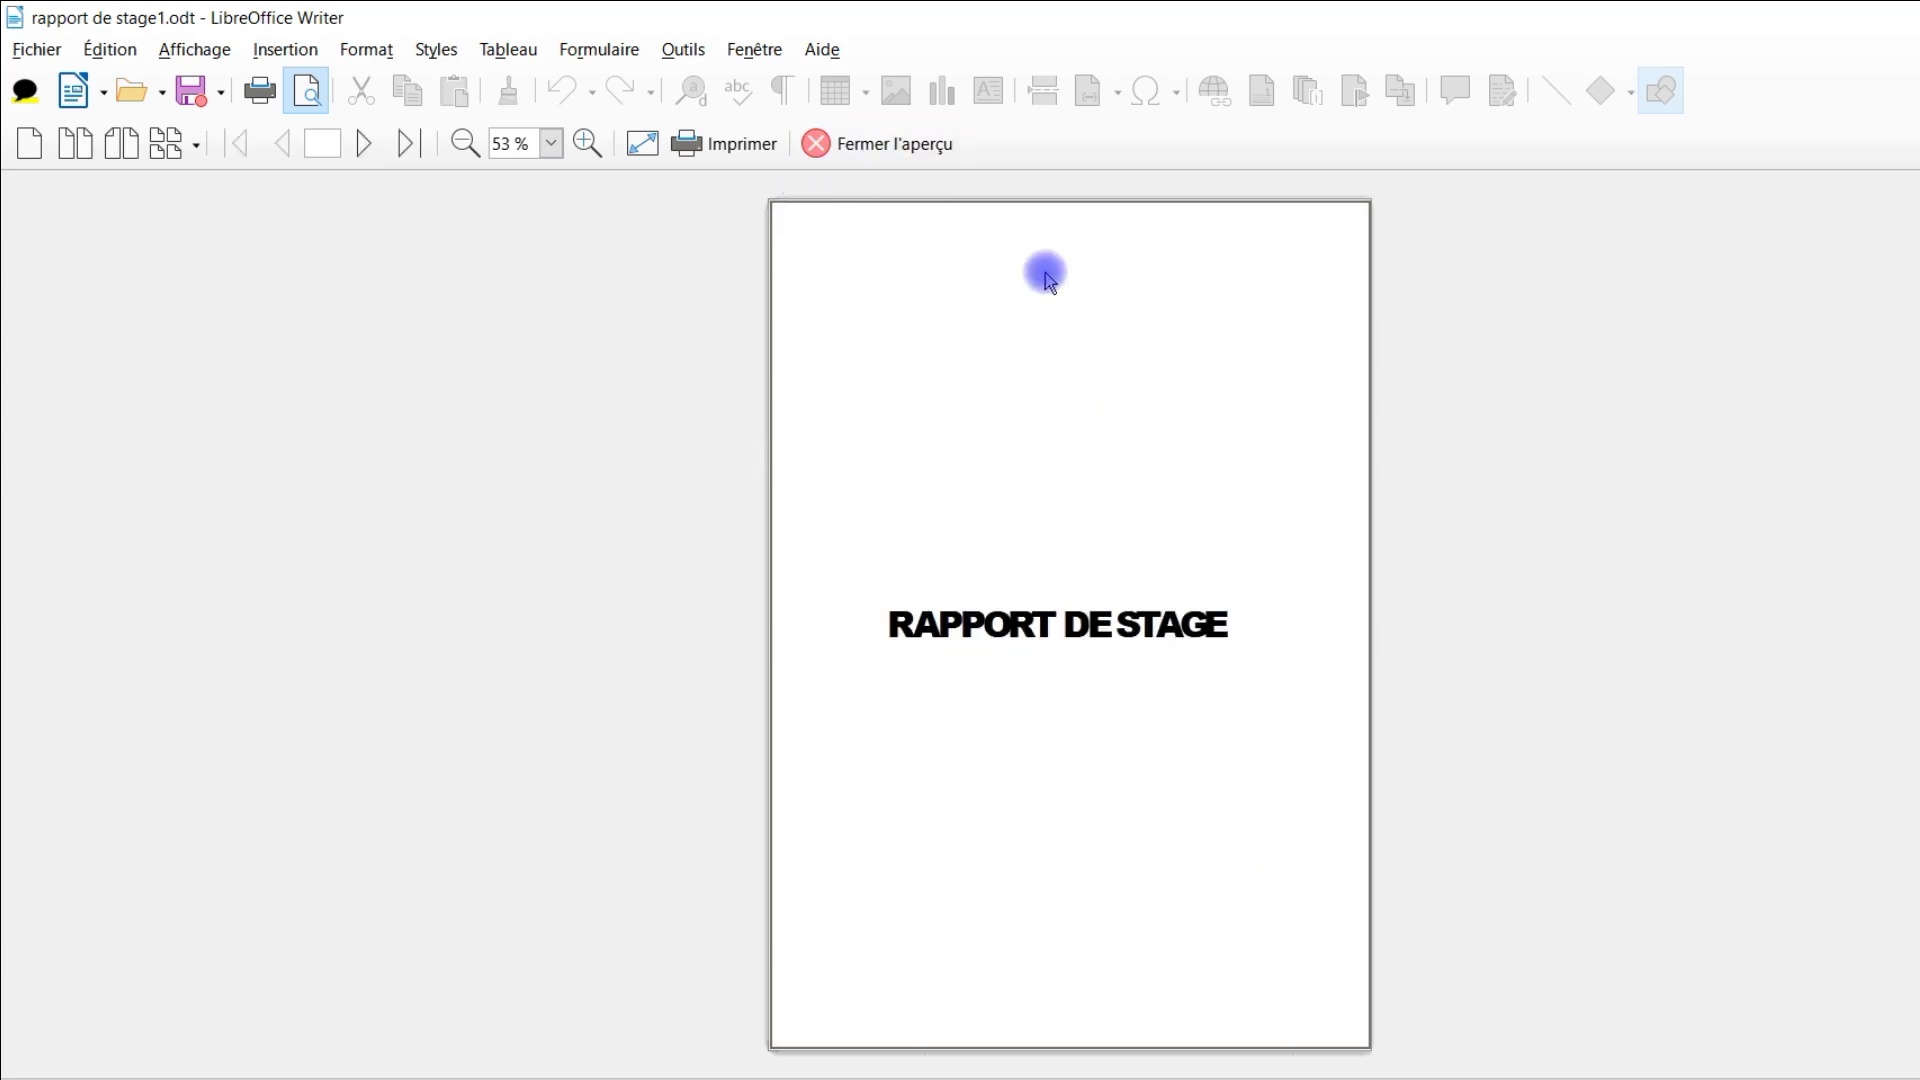 rapport de stage1.odt - LibreOffice Writer
Fichier Édition Affichage Insertion Format Styles Tableau Formulaire Outils Fenêtre Aide
53 % Imprimer Fermer l'aperçu
RAPPORT DE STAGE